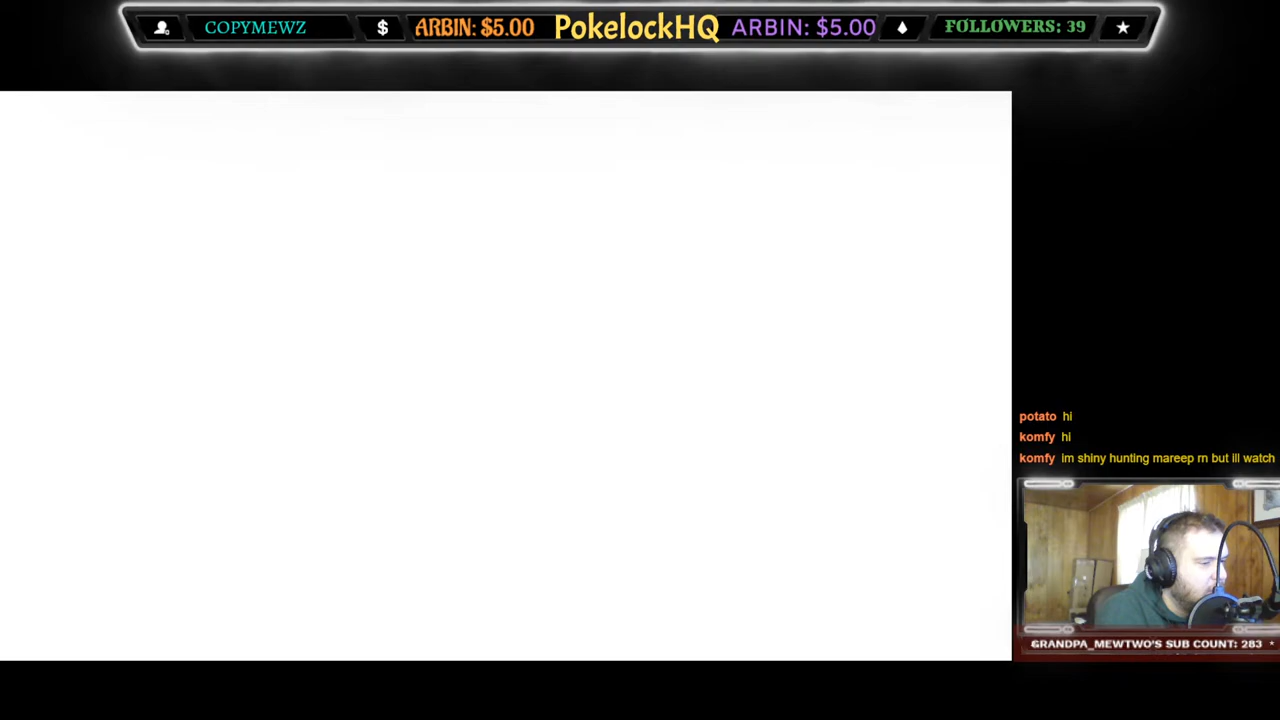 COPYMEWZ $ ARBIN: $5.00 PokelockHQ ARBIN: $5.00 FOLLOWERS: 39
potato hi
komfy hi
komfy im shiny hunting mareep rn but ill watch
GRANDPA_MEWTWO'S SUB COUNT: 283 *